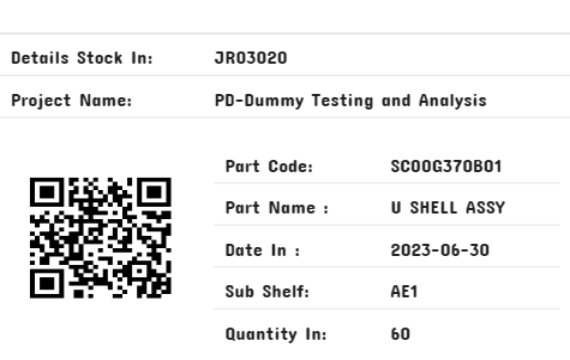 Details Stock In: JR03020
Project Name: PD-Dummy Testing and Analysis
Part Code: SC00G370B01
Part Name : U SHELL ASSY
Date In : 2023-06-30
Sub Shelf: AE1
Quantity In: 60